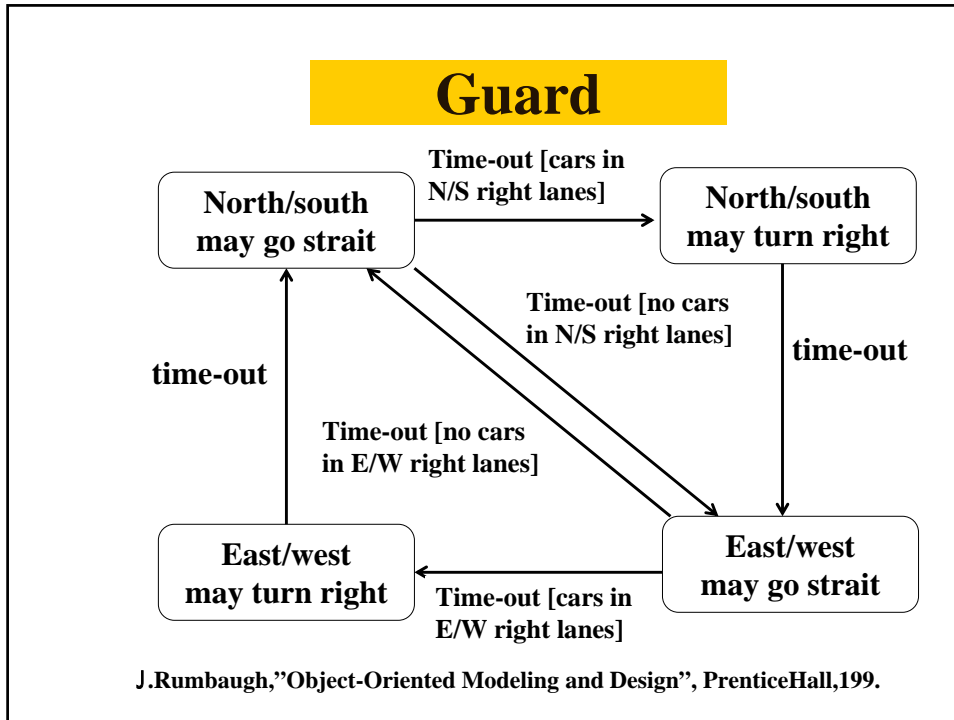 Guard
Time-out [cars in
N/S right lanes]
North/south
may go strait
North/south
may turn right
Time-out [no cars
in N/S right lanes]
time-out
time-out
Time-out [no cars
in E/W right lanes]
East/west
may turn right
East/west
may go strait
Time-out [cars in
E/W right lanes]
J.Rumbaugh,”Object-Oriented Modeling and Design”, PrenticeHall,199.